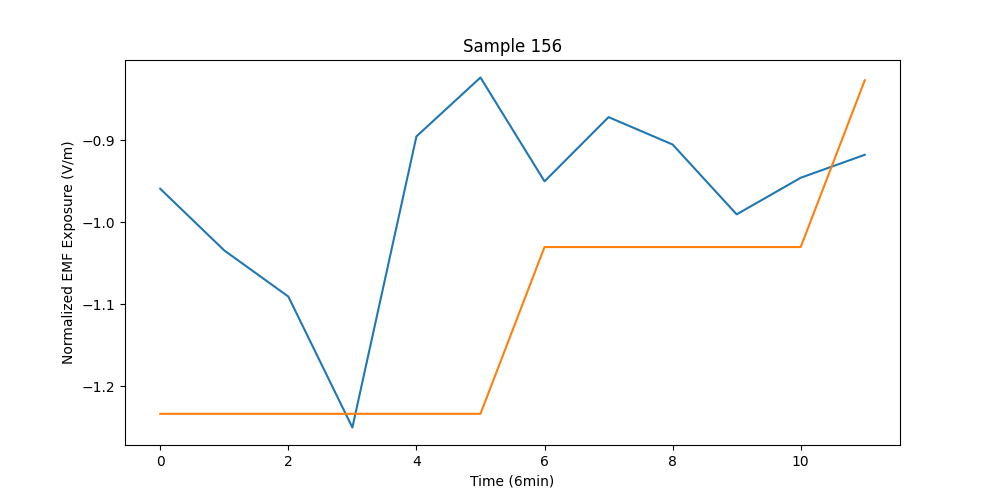 Sample 156
Normalized EMF Exposure (V/m)
−0.9
−1.0
−1.1
−1.2
0 2 4 6 8 10
Time (6min)